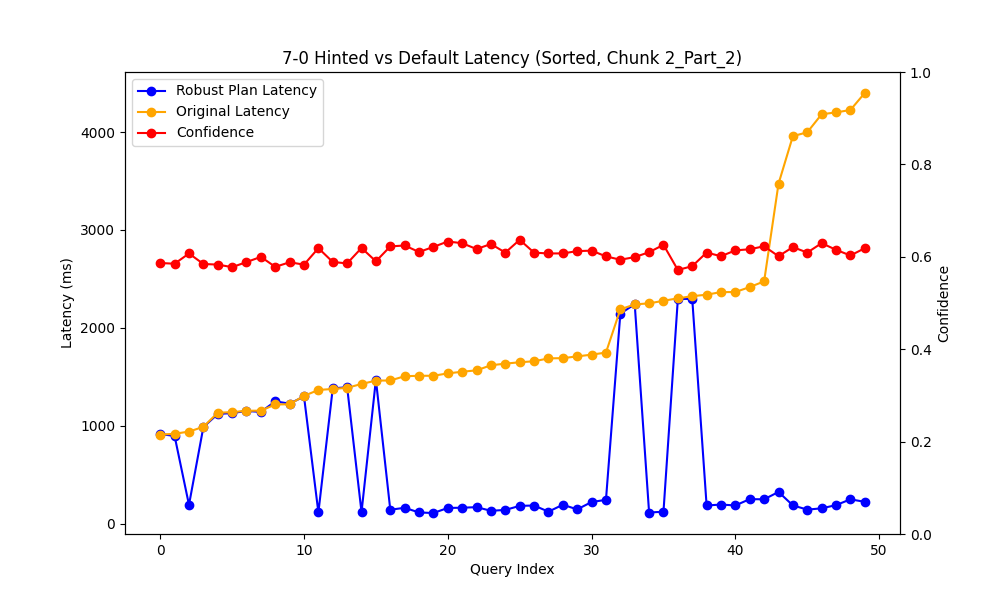 7-0 Hinted vs Default Latency (Sorted, Chunk 2_Part_2)
Robust Plan Latency
Original Latency
Confidence
Latency (ms)
4000
3000
2000
1000
0
1.0
0.8
0.6
0.4
0.2
0.0
Confidence
0
10
20
30
40
50
Query Index